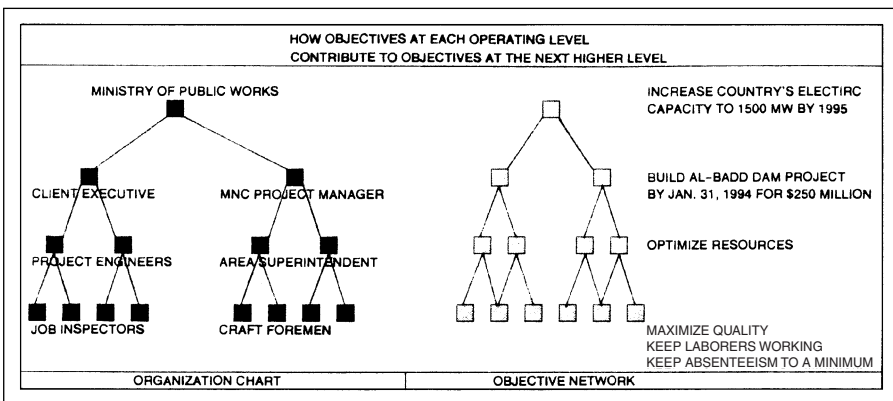 HOW OBJECTIVES AT EACH OPERATING LEVEL
CONTRIBUTE TO OBJECTIVES AT THE NEXT HIGHER LEVEL
MINISTRY OF PUBLIC WORKS
INCREASE COUNTRY'S ELECTIRC
CAPACITY TO 1500 MW BY 1995
CLIENT EXECUTIVE
MNC PROJECT MANAGER
BUILD AL-BADD DAM PROJECT
BY JAN. 31, 1994 FOR $250 MILLION
PROJECT ENGINEERS
AREA SUPERINTENDENT
OPTIMIZE RESOURCES
JOB INSPECTORS
CRAFT FOREMEN
MAXIMIZE QUALITY
KEEP LABORERS WORKING
KEEP ABSENTEEISM TO A MINIMUM
ORGANIZATION CHART
OBJECTIVE NETWORK